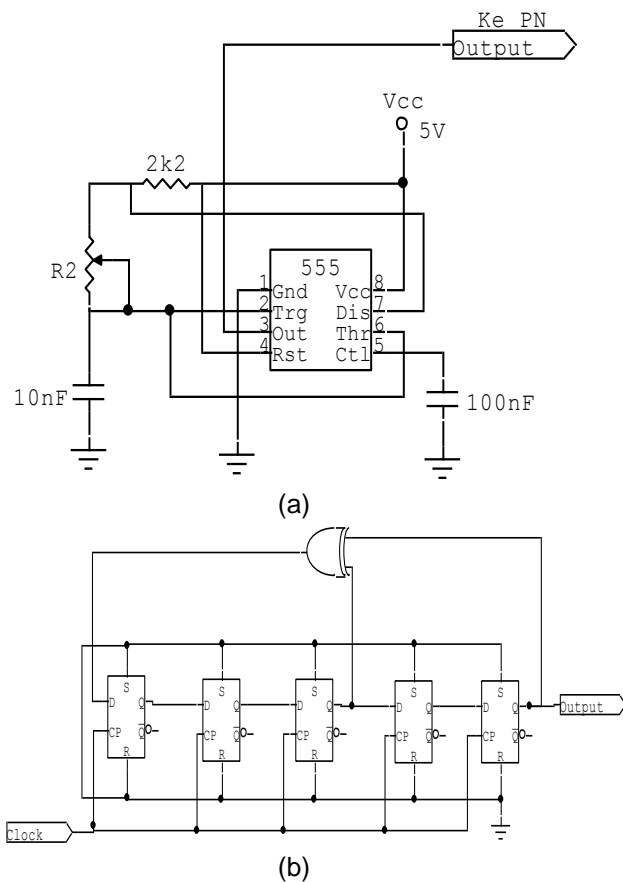 Ke PN
Output
Vcc
5V
2k2
R2
555
1 Gnd Vcc 8
2 Trg Dis 7
3 Out Thr 6
4 Rst Ctl 5
10nF
100nF
(a)
S S S S S
D Q D Q D Q D Q D Q
Output
CP Q CP Q CP Q CP Q CP Q
R R R R R
Clock
(b)